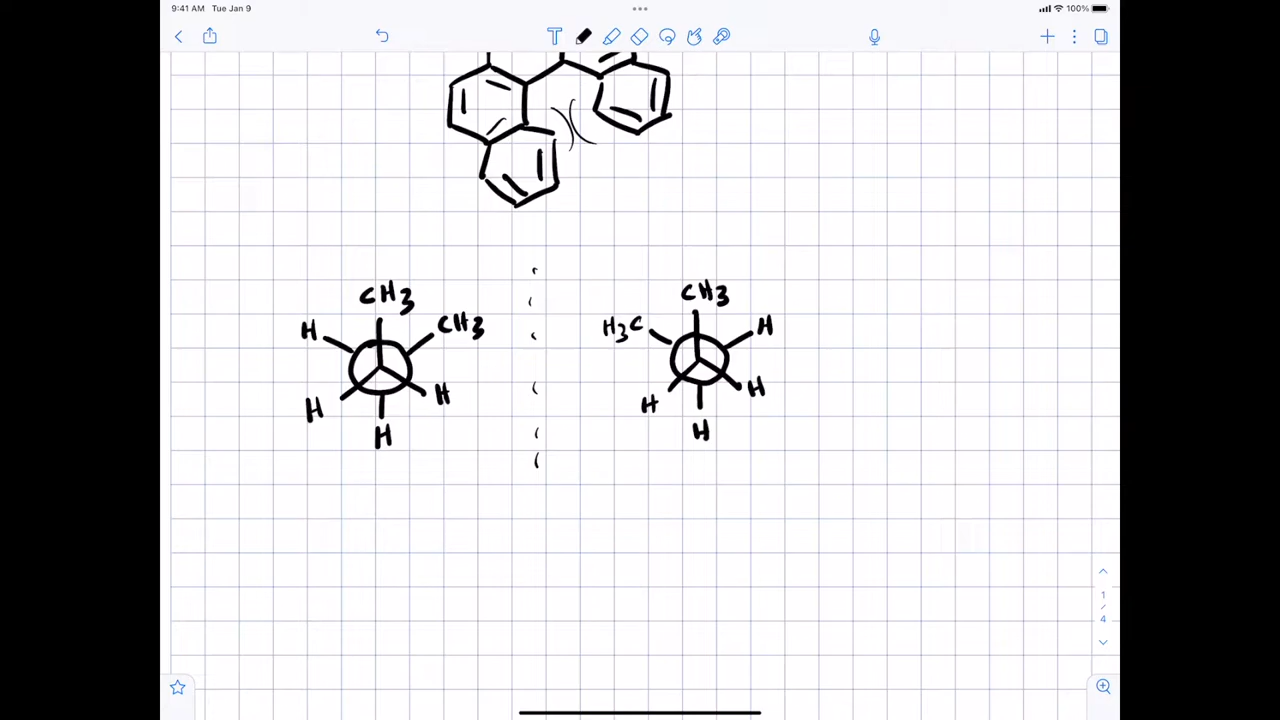 9:41 AM Tue Jan 9
100%
T
CH3 CH3
H CH3 H3C H
H H H H
H H
1
/
4